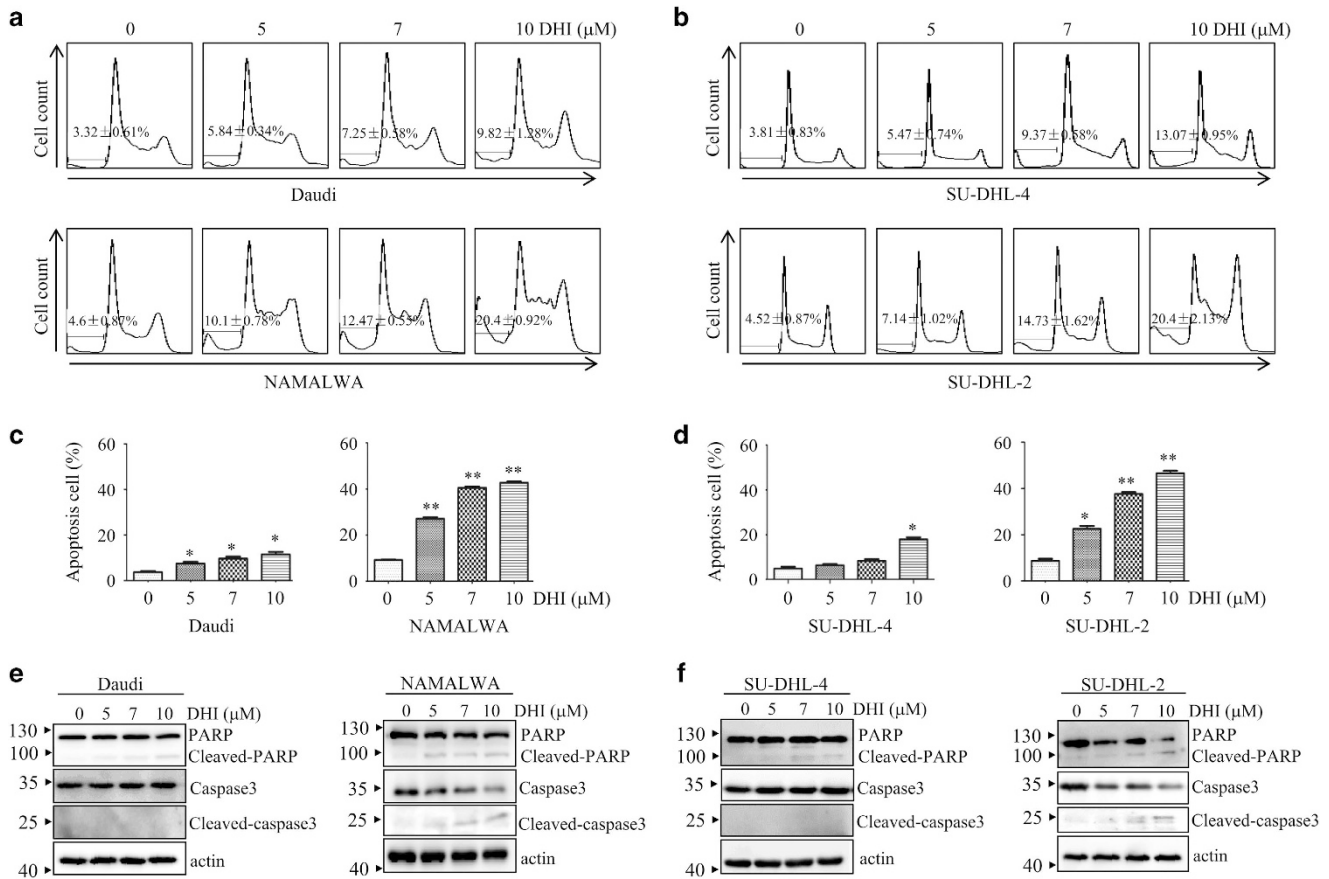 a
0 5 7 10 DHI (μM)
Cell count
3.32±0.61% 5.84±0.34% 7.25±0.58% 9.82±1.28%
Daudi
Cell count
4.6±0.87% 10.1±0.78% 12.47±0.55% 20.4±0.92%
NAMALWA
b
0 5 7 10 DHI (μM)
Cell count
3.81±0.83% 5.47±0.74% 9.37±0.58% 13.07±0.95%
SU-DHL-4
Cell count
4.52±0.87% 7.14±1.02% 14.73±1.62% 20.4±2.13%
SU-DHL-2
c
Apoptosis cell (%)
60
40
20
0
* * *
0 5 7 10
Daudi
60
40
20
0
** ** **
0 5 7 10 DHI (μM)
NAMALWA
d
Apoptosis cell (%)
60
40
20
0
*
0 5 7 10
SU-DHL-4
60
40
20
0
* ** **
0 5 7 10 DHI (μM)
SU-DHL-2
e
Daudi
0 5 7 10 DHI (μM)
130 PARP
100 Cleaved-PARP
35 Caspase3
25 Cleaved-caspase3
40 actin
NAMALWA
0 5 7 10 DHI (μM)
130 PARP
100 Cleaved-PARP
35 Caspase3
25 Cleaved-caspase3
40 actin
f
SU-DHL-4
0 5 7 10 DHI (μM)
130 PARP
100 Cleaved-PARP
35 Caspase3
25 Cleaved-caspase3
40 actin
SU-DHL-2
0 5 7 10 DHI (μM)
130 PARP
100 Cleaved-PARP
35 Caspase3
25 Cleaved-caspase3
40 actin